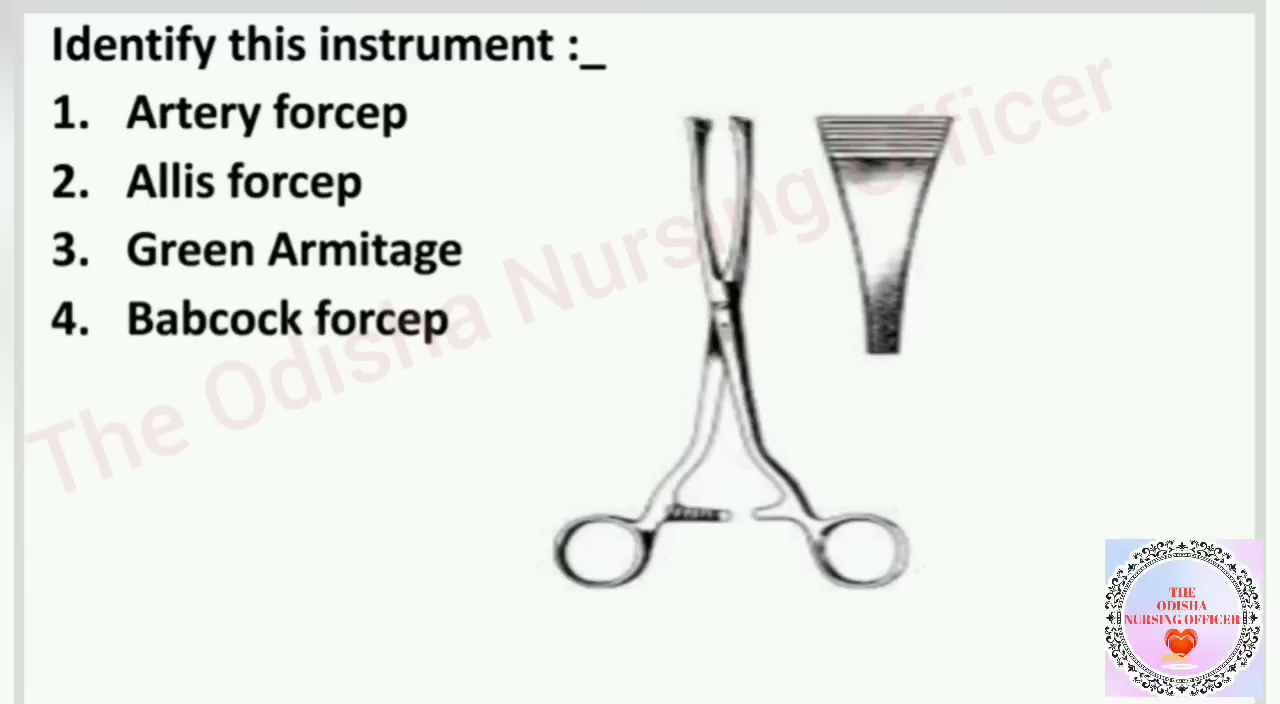 Identify this instrument :_
1. Artery forcep
2. Allis forcep
3. Green Armitage
4. Babcock forcep
The Odisha Nursing Officer
THE
ODISHA
NURSING OFFICER